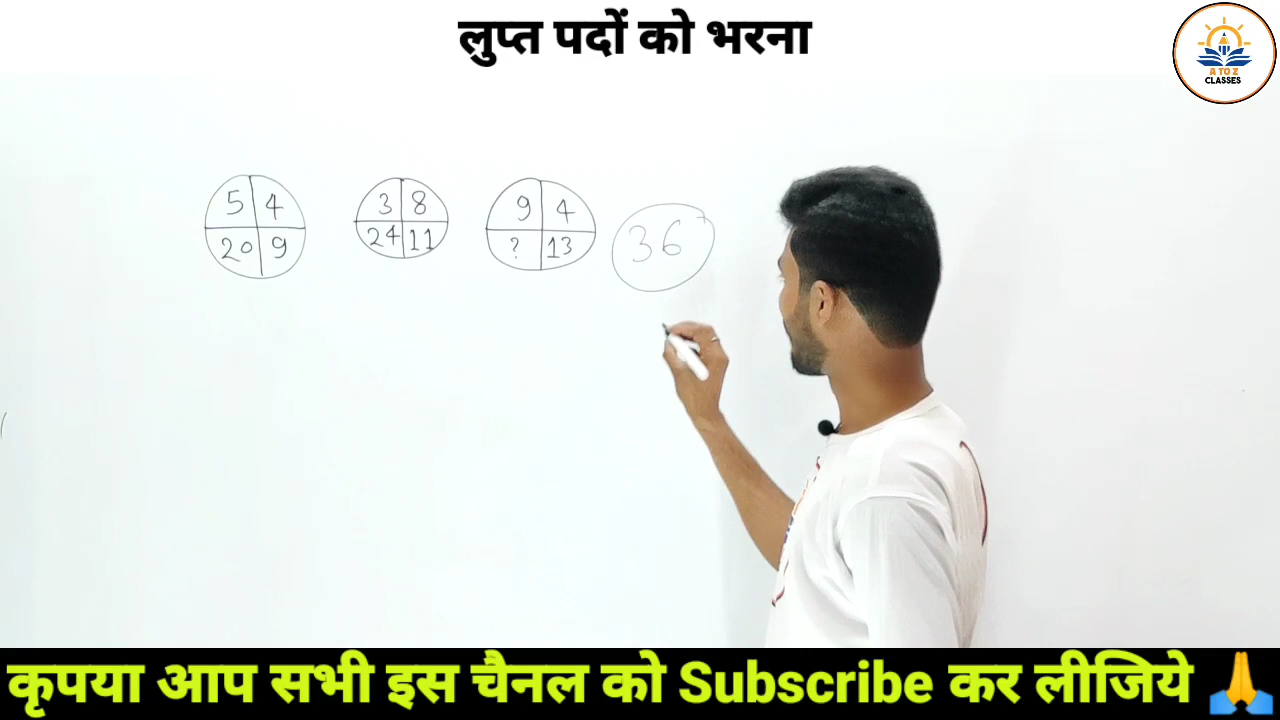 लुप्त पदों को भरना
A TO Z
CLASSES
5 4
20 9
3 8
24 11
9 4
? 13
36
कृपया आप सभी इस चैनल को Subscribe कर लीजिये 🙏